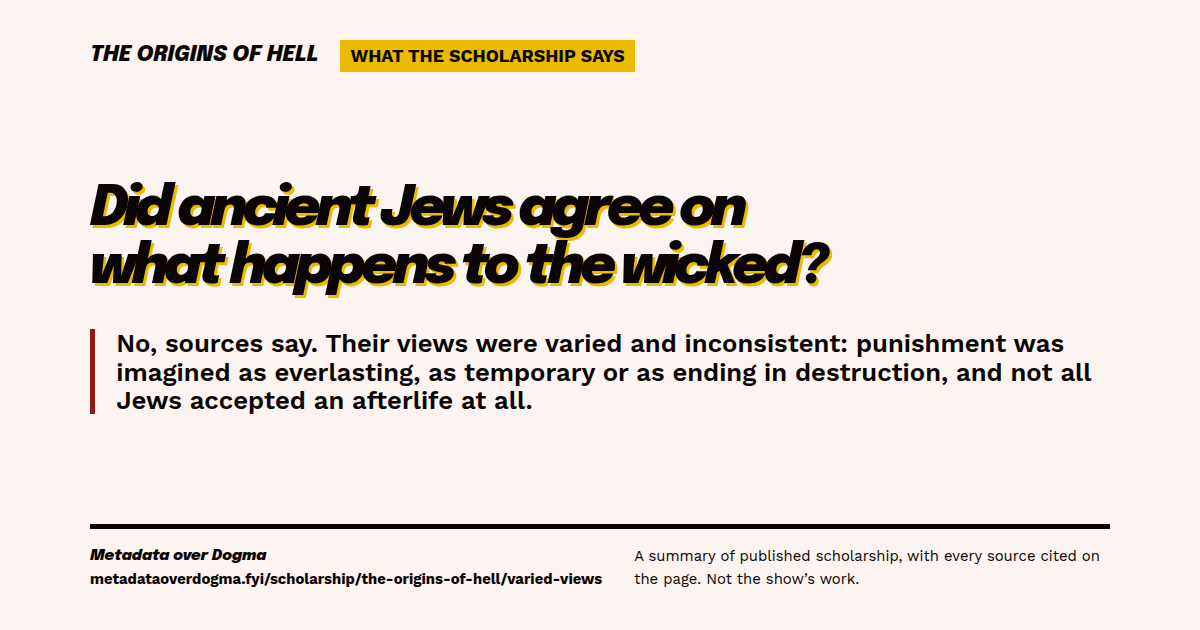 THE ORIGINS OF HELL
WHAT THE SCHOLARSHIP SAYS
Did ancient Jews agree on
what happens to the wicked?
No, sources say. Their views were varied and inconsistent: punishment was
imagined as everlasting, as temporary or as ending in destruction, and not all
Jews accepted an afterlife at all.
Metadata over Dogma
metadataoverdogma.fyi/scholarship/the-origins-of-hell/varied-views
A summary of published scholarship, with every source cited on
the page. Not the show’s work.